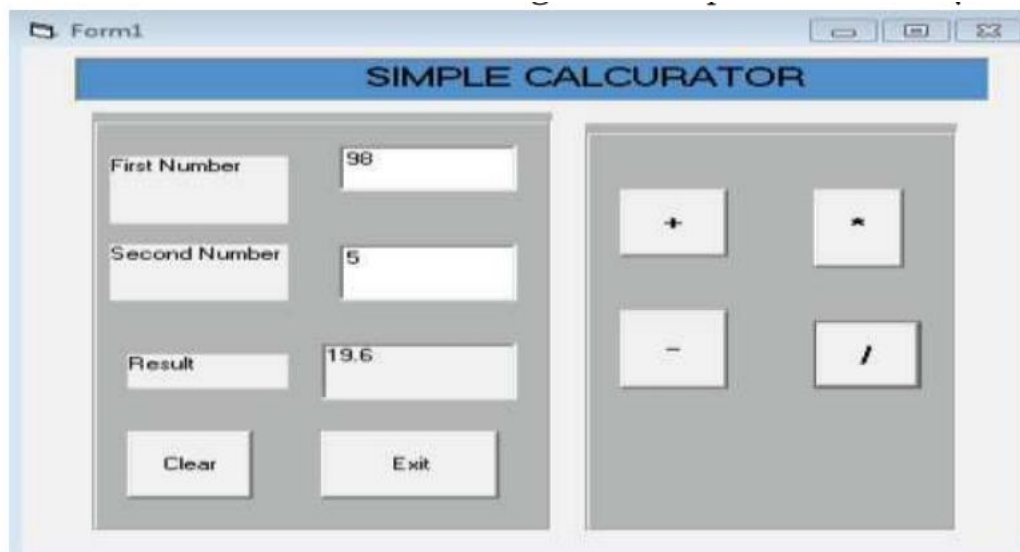 Form1
SIMPLE CALCURATOR
First Number 98
Second Number 5
Result 19.6
Clear Exit
+ *
- /